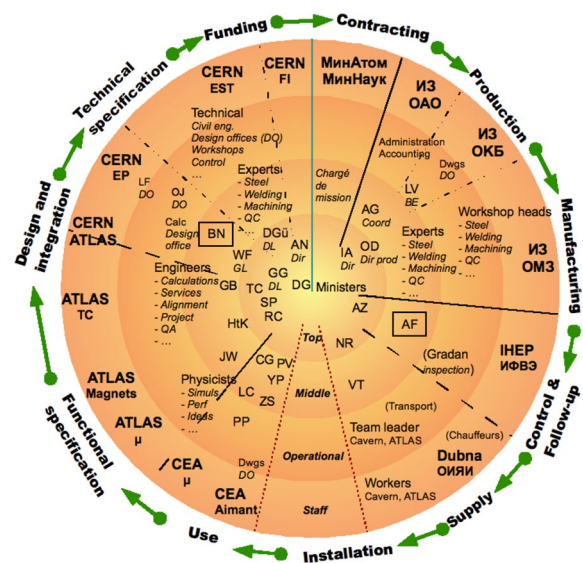 Funding
Contracting
Technical
specification
Production
Manufacturing
Control &
Follow-up
Supply
Installation
Use
Functional
specification
Design and
integration
CERN
EST
CERN
FI
МинАтом
МинНаук
ИЗ
ОАО
ИЗ
ОКБ
ИЗ
ОМЗ
IHEP
ИФВЭ
Dubna
ОИЯИ
CEA
Aimant
CEA
µ
ATLAS
µ
ATLAS
Magnets
ATLAS
TC
CERN
ATLAS
CERN
EP
Technical
Civil eng.
Design offices (DO)
Workshops
Control
...
Experts
- Steel
- Welding
- Machining
- QC
- ...
Chargé
de
mission
Administration
Accounting
Dwgs
DO
LV
BE
AG
Coord
IA
Dir
OD
Dir prod
Experts
- Steel
- Welding
- Machining
- QC
- ...
Workshop heads
- Steel
- Welding
- Machining
- QC
- ...
LF
DO
OJ
DO
Calc
Design
office
BN
DGü
DL
AN
Dir
WF
GL
GG
DL
DG
Ministers
GB
TC
SP
RC
HtK
Engineers
- Calculations
- Services
- Alignment
- Project
- QA
- ...
AZ
AF
NR
(Gradan
inspection)
VT
(Transport)
(Chauffeurs)
Team leader
Cavern, ATLAS
Workers
Cavern, ATLAS
JW
CG
PV
YP
LC
ZS
PP
Physicists
- Simuls
- Perf
- Ideas
- ...
Dwgs
DO
Top
Middle
Operational
Staff